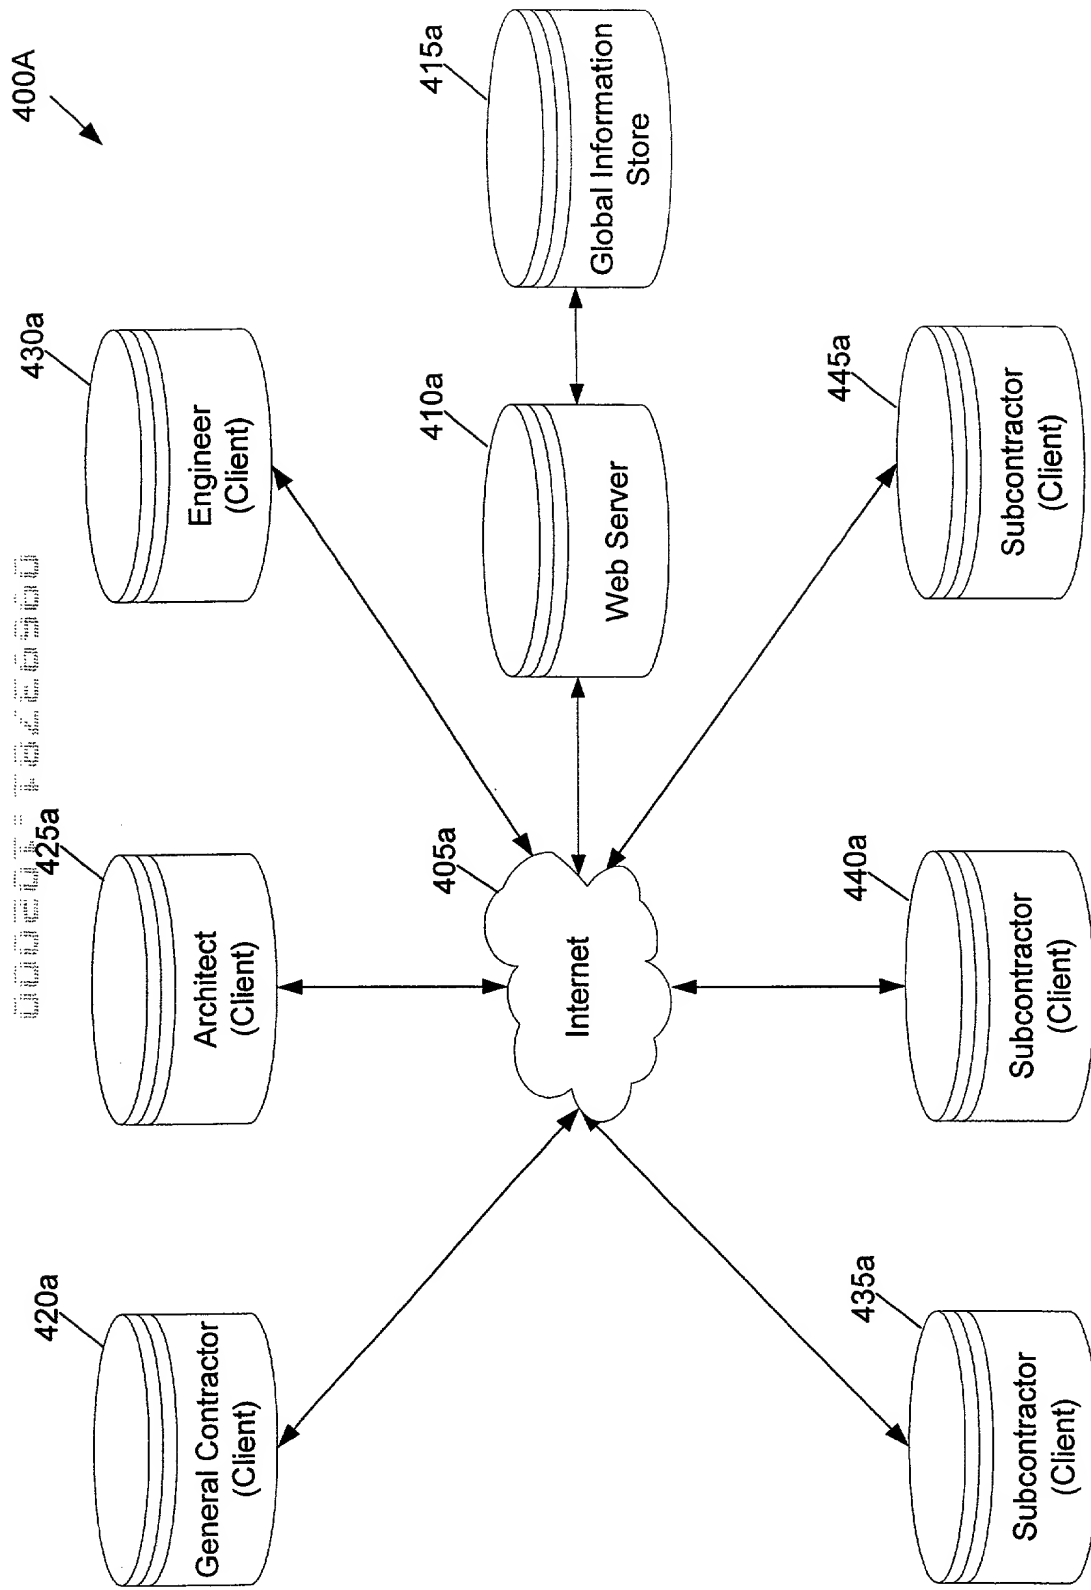 400A
420a
General Contractor
(Client)
425a
Architect
(Client)
430a
Engineer
(Client)
405a
Internet
410a
Web Server
415a
Global Information
Store
435a
Subcontractor
(Client)
440a
Subcontractor
(Client)
445a
Subcontractor
(Client)